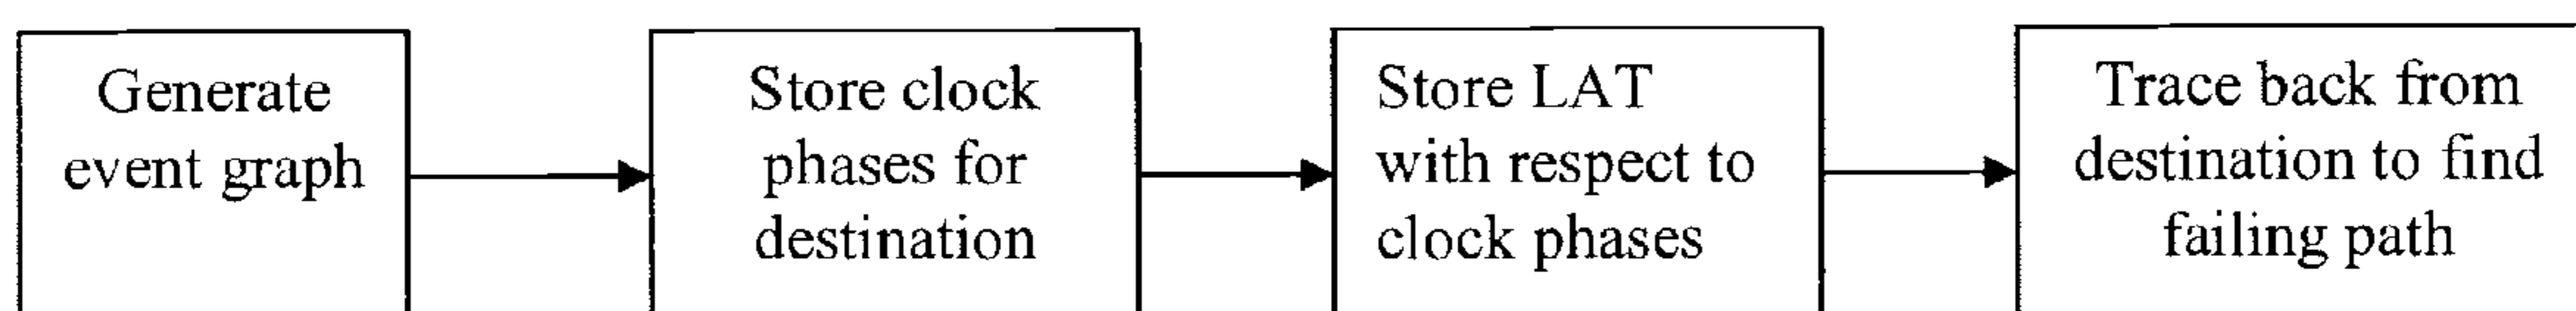 Generate
event graph
Store clock
phases for
destination
Store LAT
with respect to
clock phases
Trace back from
destination to find
failing path